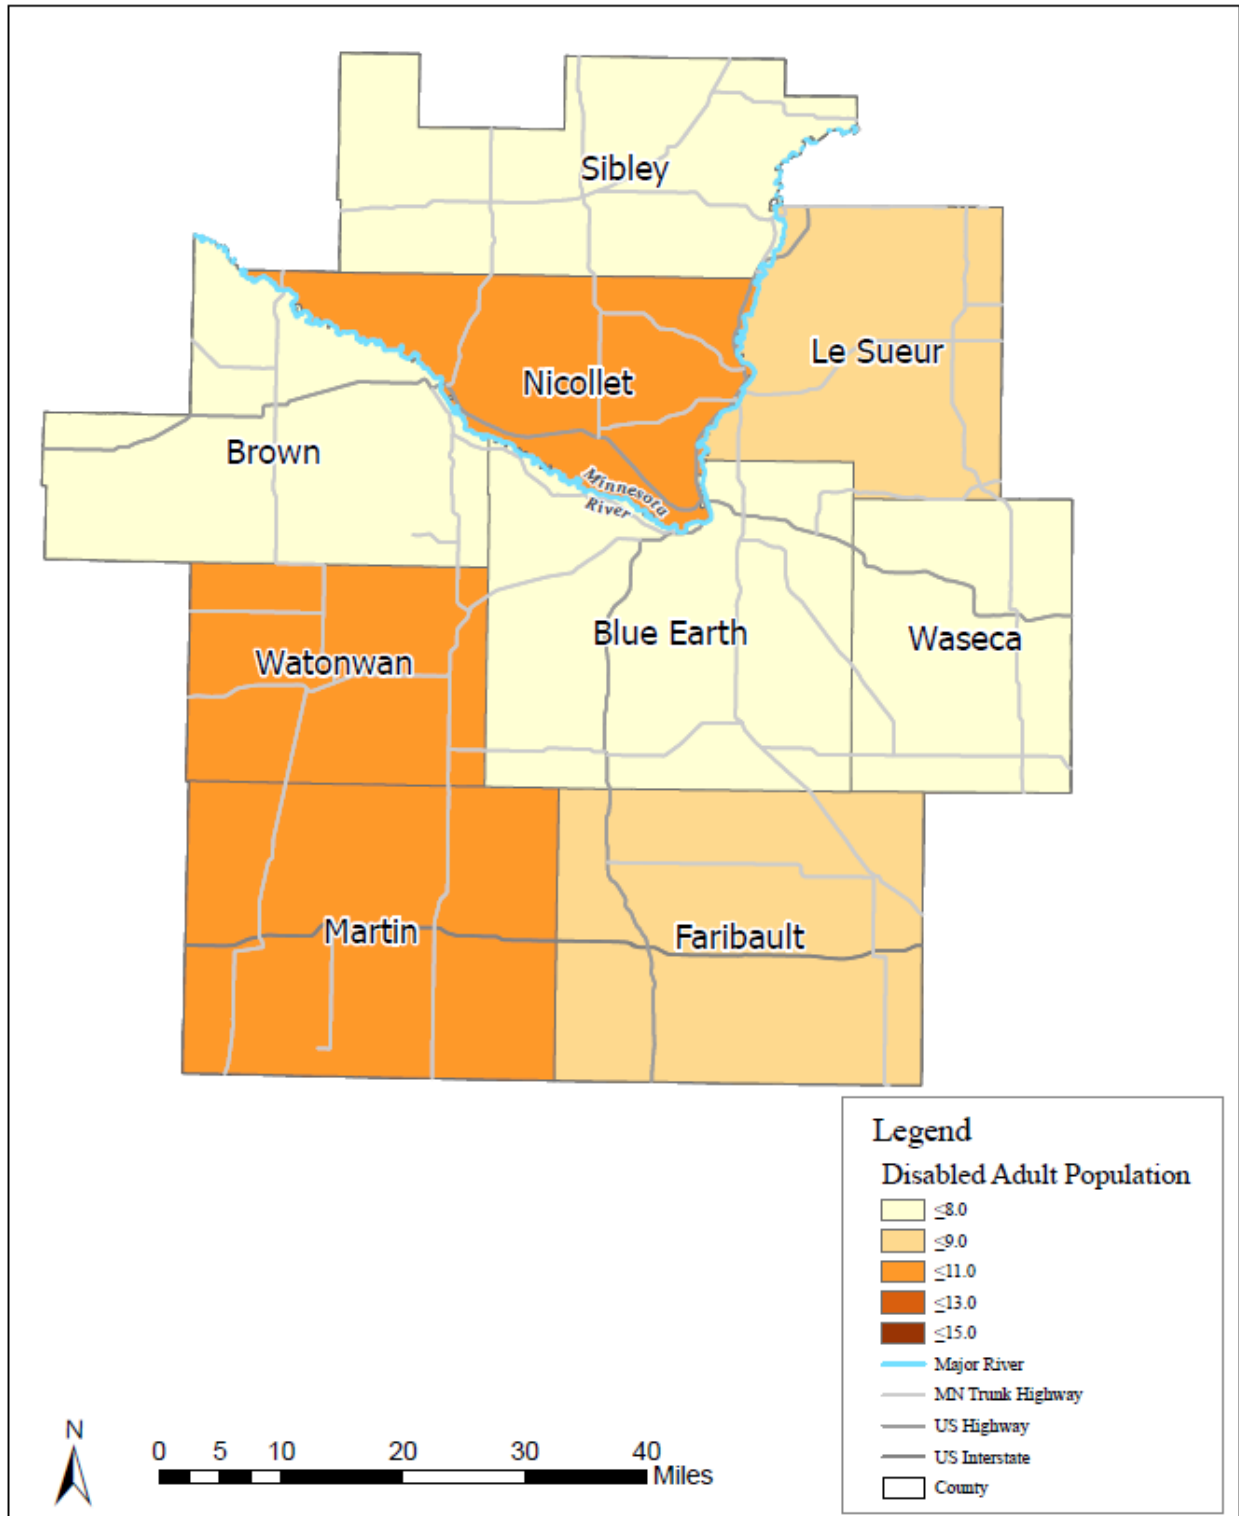 Sibley
Le Sueur
Nicollet
Brown
Minnesota
River
Blue Earth
Waseca
Watonwan
Martin
Faribault
Legend
Disabled Adult Population
≤8.0
≤9.0
≤11.0
≤13.0
≤15.0
Major River
MN Trunk Highway
US Highway
US Interstate
County
N
0 5 10 20 30 40
Miles